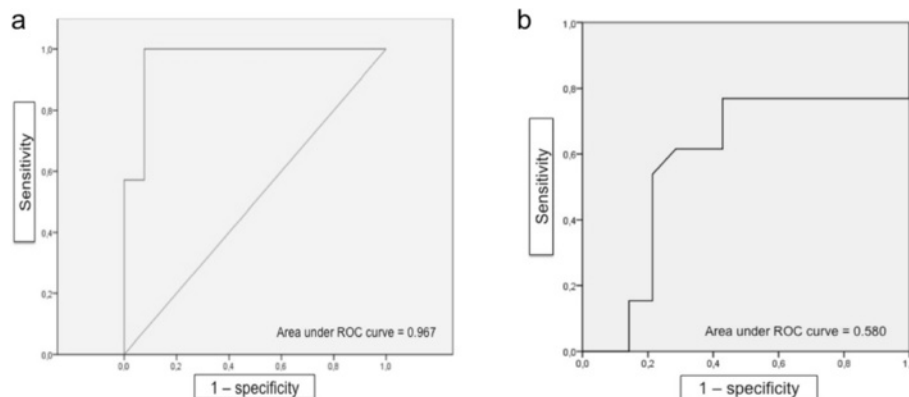 a
1,0
0,8
0,6
0,4
0,2
0,0
Sensitivity
0,0 0,2 0,4 0,6 0,8 1,0
Area under ROC curve = 0.967
1 – specificity
b
1,0
0,8
0,6
0,4
0,2
0,0
Sensitivity
0,0 0,2 0,4 0,6 0,8
Area under ROC curve = 0.580
1 – specificity